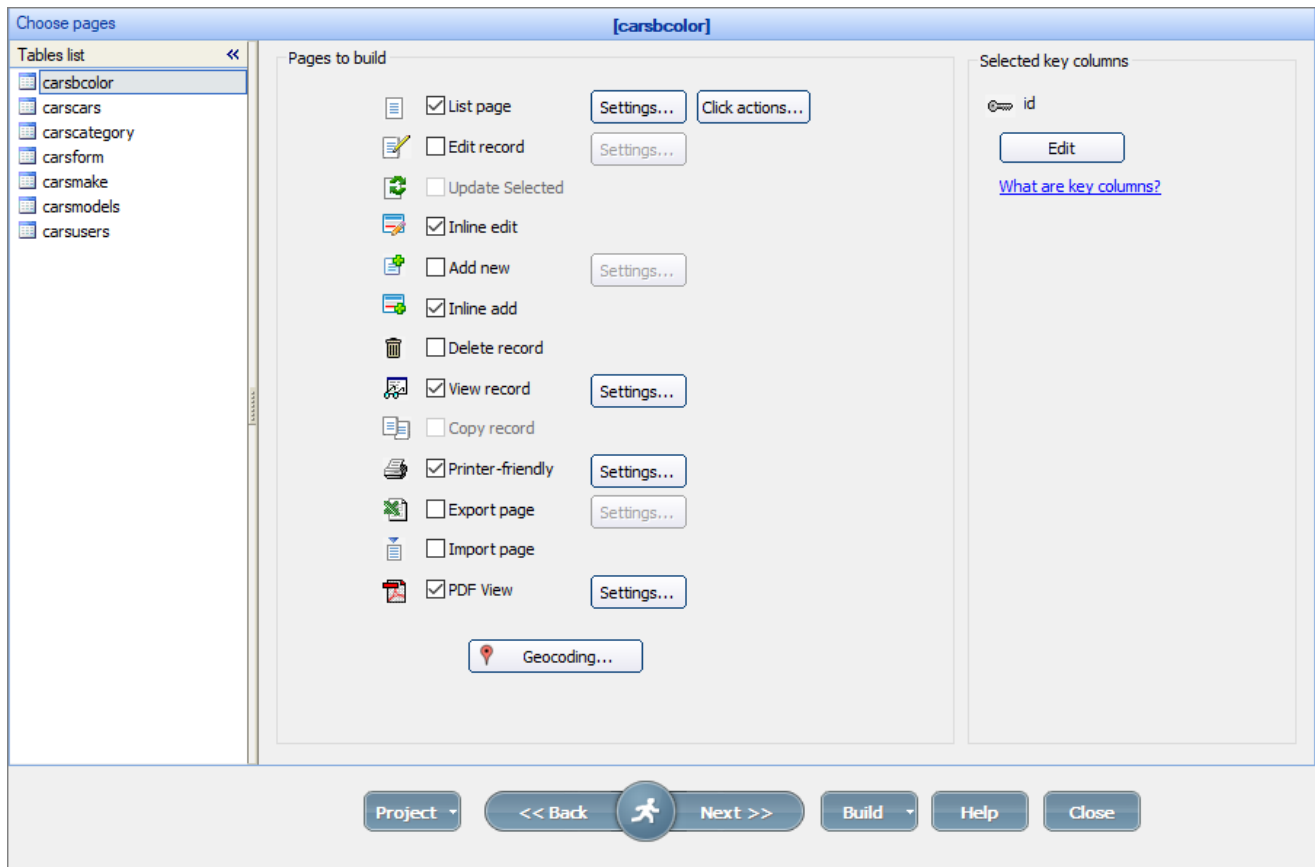 Choose pages
[carsbcolor]
Tables list «
carsbcolor
carscars
carscategory
carsform
carsmake
carsmodels
carsusers
Pages to build
List page Settings... Click actions...
Edit record Settings...
Update Selected
Inline edit
Add new Settings...
Inline add
Delete record
View record Settings...
Copy record
Printer-friendly Settings...
Export page Settings...
Import page
PDF View Settings...
Geocoding...
Selected key columns
id
Edit
What are key columns?
Project << Back Next >> Build Help Close